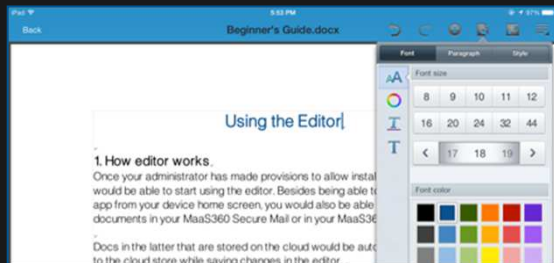 iPad
5:53 PM
97%
Back
Beginner's Guide.docx
Font
Paragraph
Style
AA
Font size
8 9 10 11 12
16 20 24 32 44
< 17 18 19 >
T
T
Font color
Using the Editor
1. How editor works.
Once your administrator has made provisions to allow
would be able to start using the editor. Besides being able
app from your device home screen, you would also be able
documents in your MaaS360 Secure Mail or in your
Docs in the latter that are stored on the cloud would be
to the cloud store while saving changes in the editor